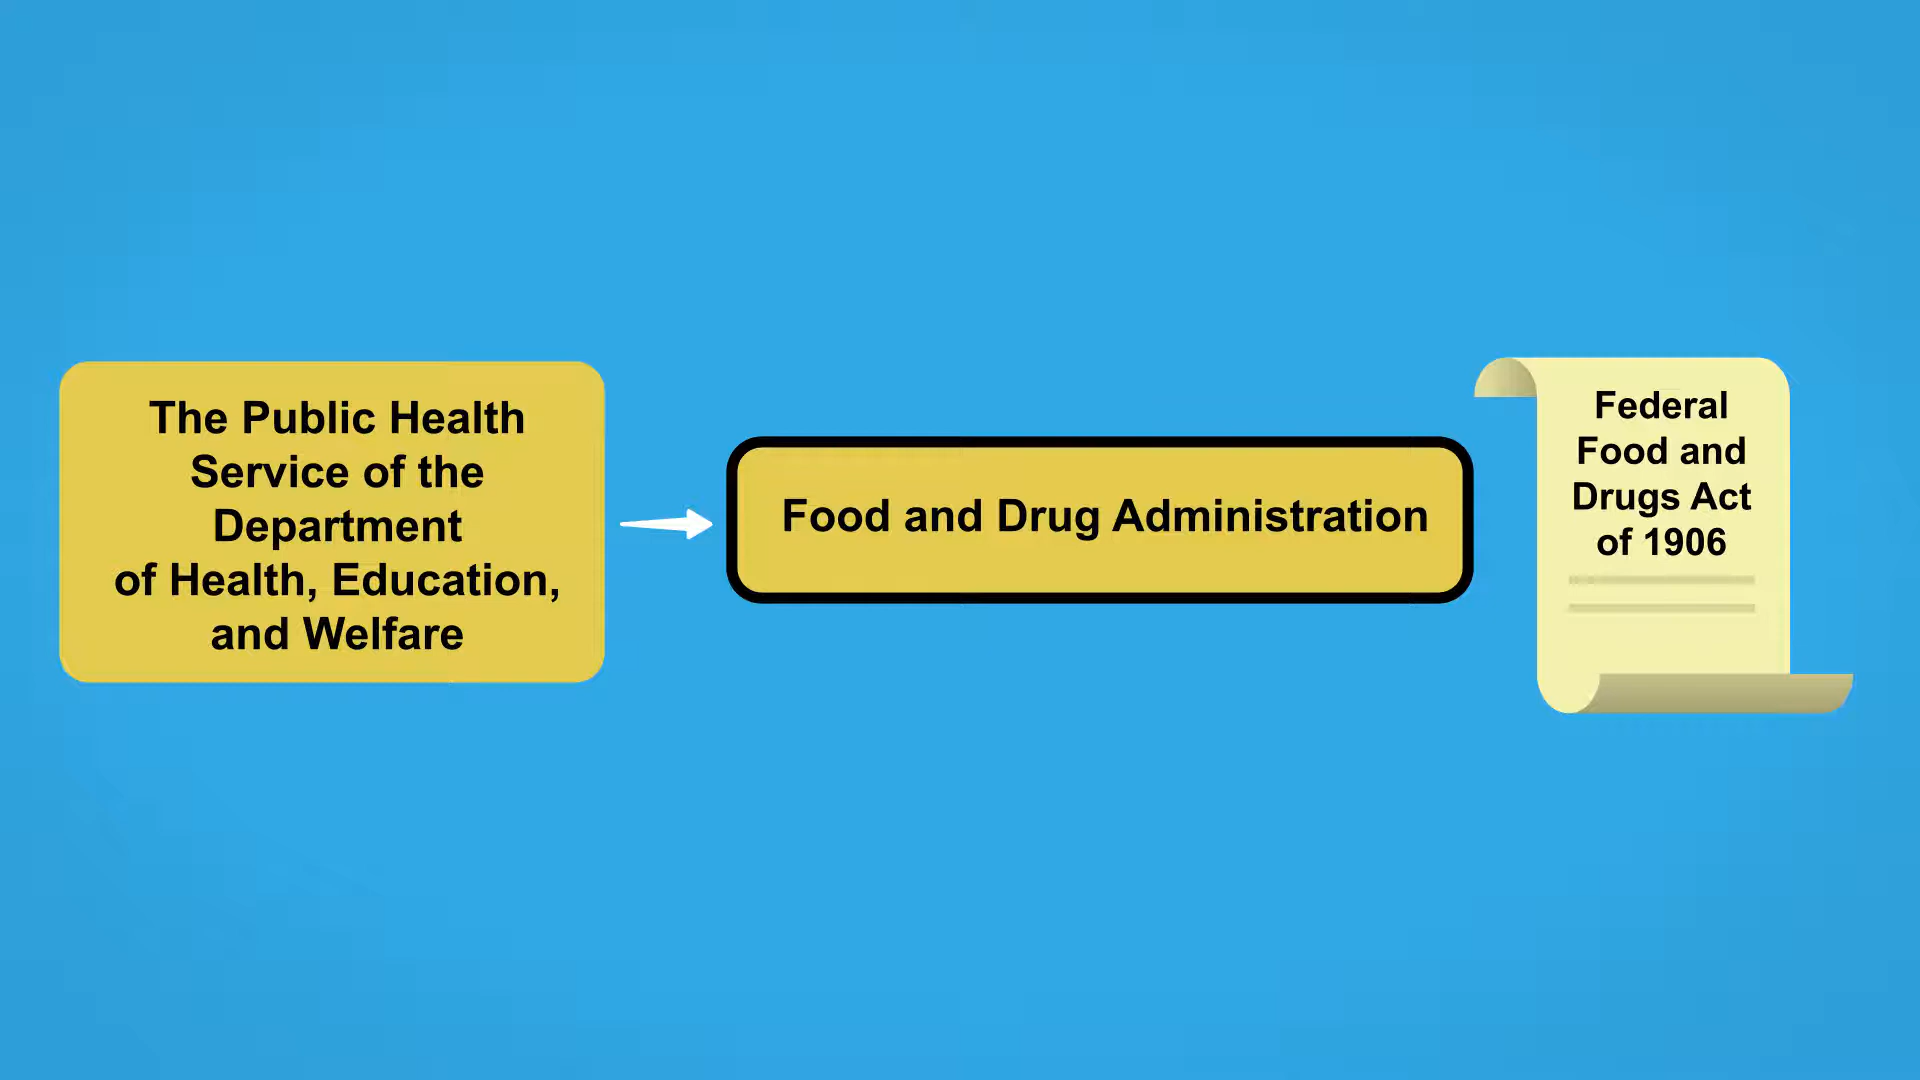 The Public Health
Service of the
Department
of Health, Education,
and Welfare
Food and Drug Administration
Federal
Food and
Drugs Act
of 1906